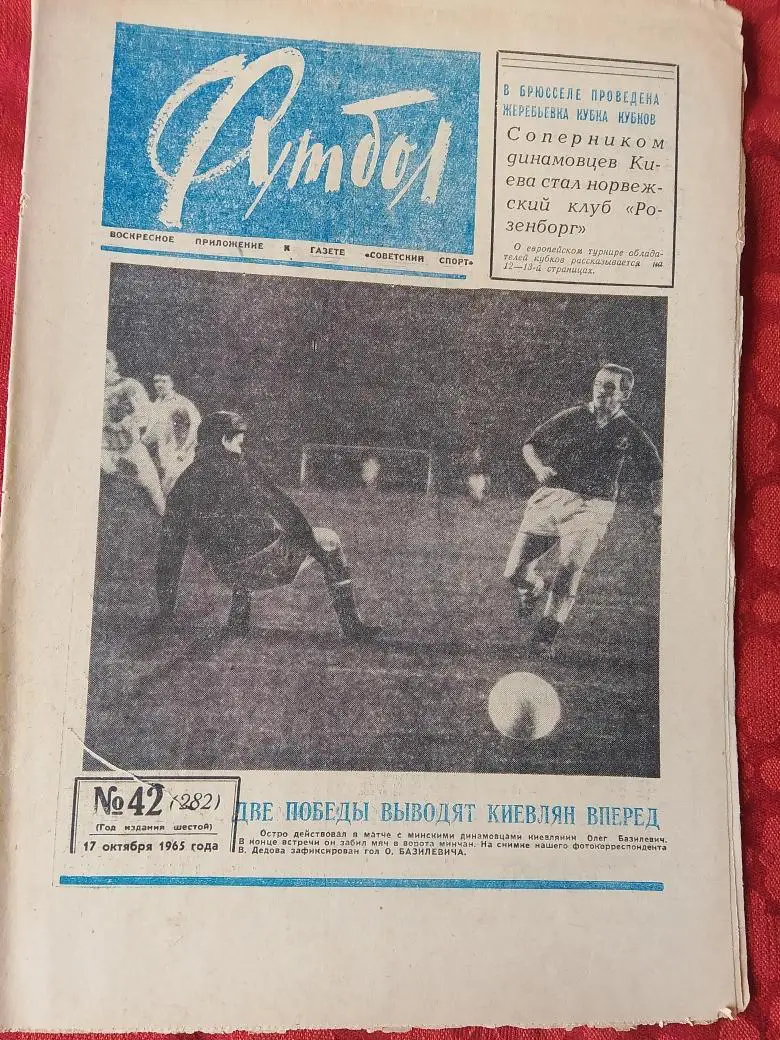 Футбол
ВОСКРЕСНОЕ ПРИЛОЖЕНИЕ К ГАЗЕТЕ «СОВЕТСКИЙ СПОРТ»
В БРЮССЕЛЕ ПРОВЕДЕНА
ЖЕРЕБЬЕВКА КУБКА КУБКОВ
Соперником
динамовцев Ки-
ева стал норвеж-
ский клуб «Ро-
зенборг»
О европейском турнире облада-
телей кубков рассказывается на
12—13-й страницах.
№ 42 (282)
(Год издания шестой)
17 октября 1965 года
ДВЕ ПОБЕДЫ ВЫВОДЯТ КИЕВЛЯН ВПЕРЕД
Остро действовал в матче с минскими динамовцами киевлянин Олег Базилевич.
В конце встречи он забил мяч в ворота минчан. На снимке нашего фотокорреспондента
В. Дедова зафиксирован гол О. БАЗИЛЕВИЧА.